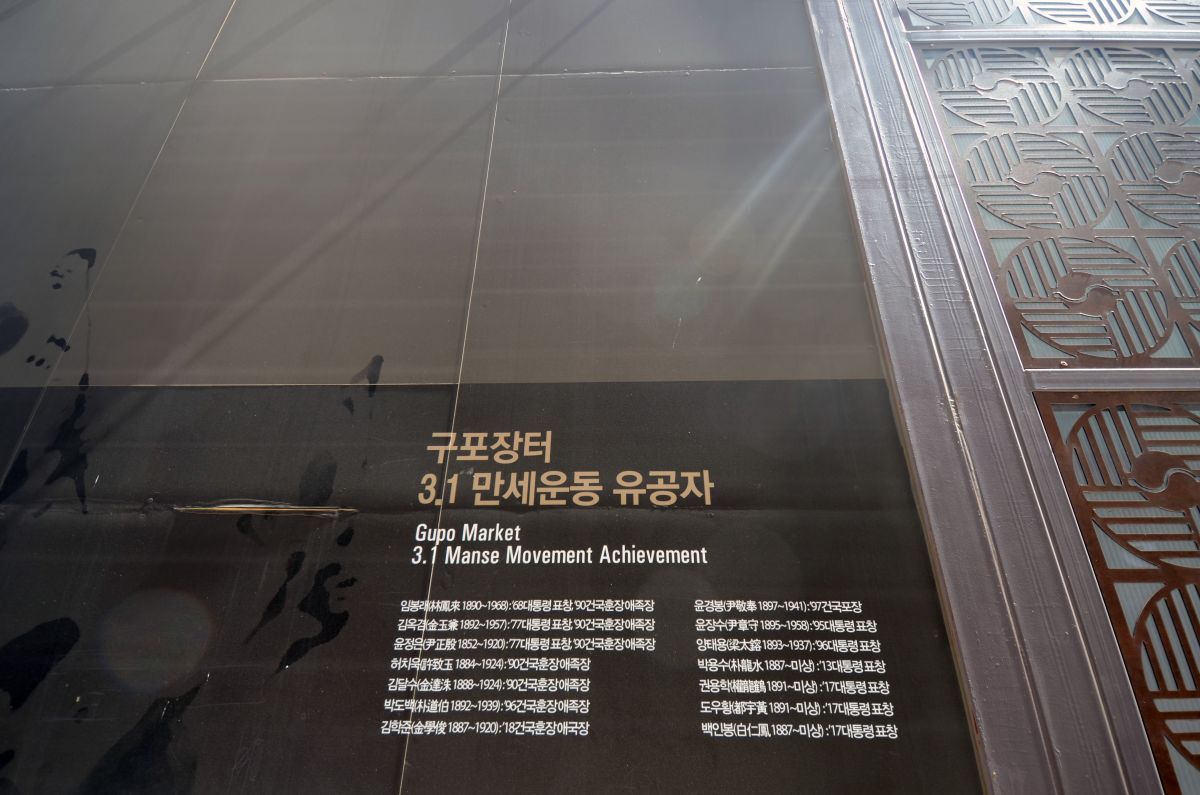 구포장터
3.1 만세운동 유공자
Gupo Market
3.1 Manse Movement Achievement
임봉래(林鳳來 1890~1968) : '68대통령 표창, '90건국훈장 애족장
김옥겸(金玉兼 1892~1957) : '77대통령 표창, '90건국훈장 애족장
윤정은(尹正殷 1852~1920) : '77대통령 표창, '90건국훈장 애족장
허치옥(許致玉 1884~1924) : '90건국훈장 애족장
김달수(金達洙 1888~1924) : '90건국훈장 애족장
박도백(朴道伯 1892~1939) : '96건국훈장 애족장
김학준(金學俊 1887~1920) : '18건국훈장 애국장
윤경봉(尹敬奉 1897~1941) : '97건국포장
윤장수(尹章守 1895~1958) : '95대통령 표창
양태용(梁大鎔 1893~1937) : '96대통령 표창
박용수(朴龍水 1887~미상) : '13대통령 표창
권용학(權龍鶴 1891~미상) : '17대통령 표창
도우황(都宇黃 1891~미상) : '17대통령 표창
백인봉(白仁鳳 1887~미상) : '17대통령 표창